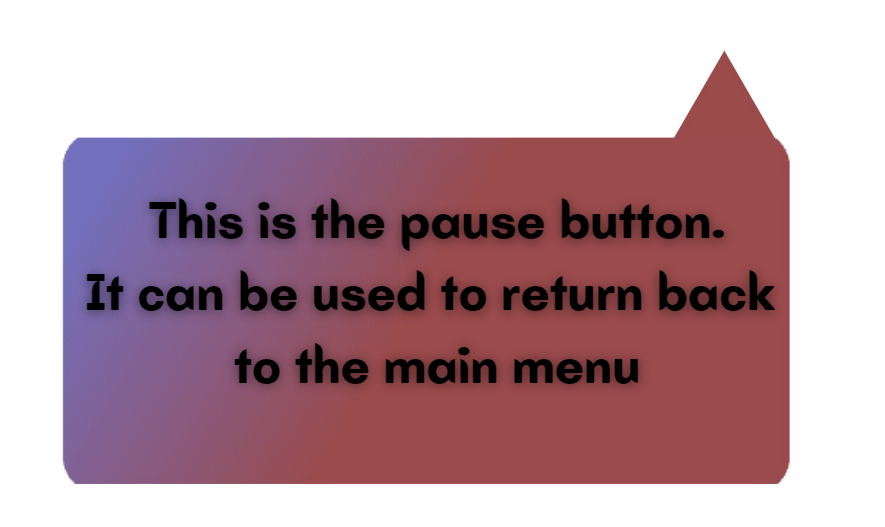 This is the pause button.
It can be used to return back
to the main menu